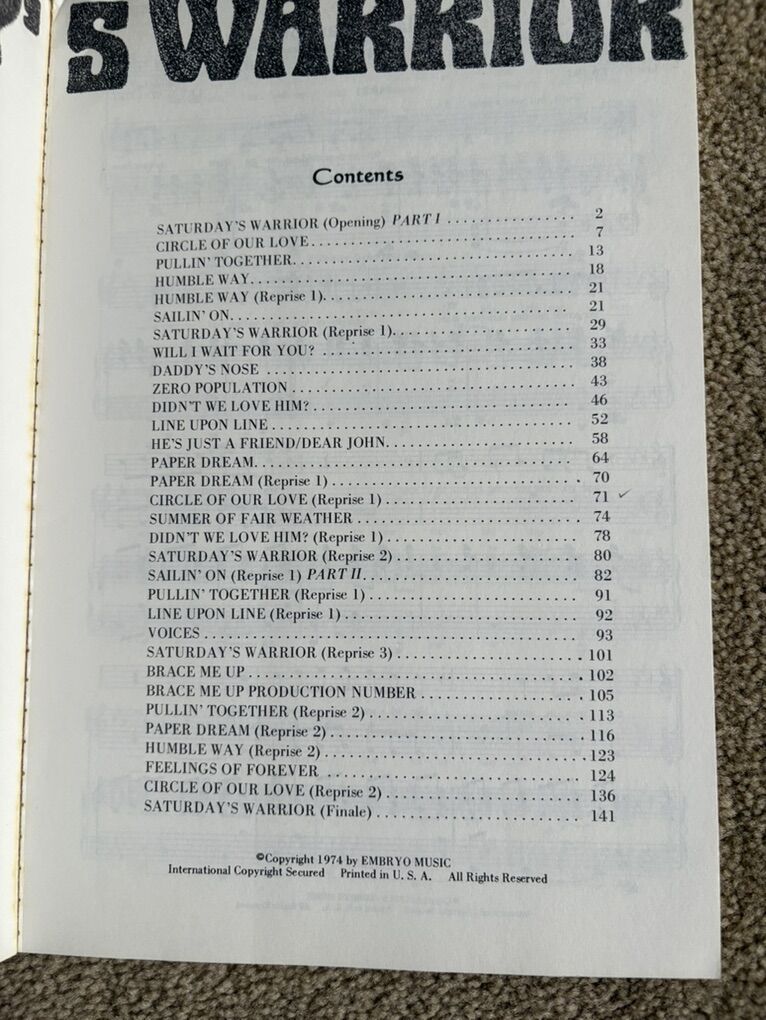 'S WARRIOR
Contents
SATURDAY'S WARRIOR (Opening) PART I . . . . . . . . . . . . . . . 2
CIRCLE OF OUR LOVE . . . . . . . . . . . . . . . 7
PULLIN' TOGETHER . . . . . . . . . . . . . . . 13
HUMBLE WAY . . . . . . . . . . . . . . . 18
HUMBLE WAY (Reprise 1) . . . . . . . . . . . . . . . 21
SAILIN' ON . . . . . . . . . . . . . . . 21
SATURDAY'S WARRIOR (Reprise 1) . . . . . . . . . . . . . . . 29
WILL I WAIT FOR YOU? . . . . . . . . . . . . . . . 33
DADDY'S NOSE . . . . . . . . . . . . . . . 38
ZERO POPULATION . . . . . . . . . . . . . . . 43
DIDN'T WE LOVE HIM? . . . . . . . . . . . . . . . 46
LINE UPON LINE . . . . . . . . . . . . . . . 52
HE'S JUST A FRIEND/DEAR JOHN . . . . . . . . . . . . . . . 58
PAPER DREAM . . . . . . . . . . . . . . . 64
PAPER DREAM (Reprise 1) . . . . . . . . . . . . . . . 70
CIRCLE OF OUR LOVE (Reprise 1) . . . . . . . . . . . . . . . 71 ✓
SUMMER OF FAIR WEATHER . . . . . . . . . . . . . . . 74
DIDN'T WE LOVE HIM? (Reprise 1) . . . . . . . . . . . . . . . 78
SATURDAY'S WARRIOR (Reprise 2) . . . . . . . . . . . . . . . 80
SAILIN' ON (Reprise 1) PART II . . . . . . . . . . . . . . . 82
PULLIN' TOGETHER (Reprise 1) . . . . . . . . . . . . . . . 91
LINE UPON LINE (Reprise 1) . . . . . . . . . . . . . . . 92
VOICES . . . . . . . . . . . . . . . 93
SATURDAY'S WARRIOR (Reprise 3) . . . . . . . . . . . . . . . 101
BRACE ME UP . . . . . . . . . . . . . . . 102
BRACE ME UP PRODUCTION NUMBER . . . . . . . . . . . . . . . 105
PULLIN' TOGETHER (Reprise 2) . . . . . . . . . . . . . . . 113
PAPER DREAM (Reprise 2) . . . . . . . . . . . . . . . 116
HUMBLE WAY (Reprise 2) . . . . . . . . . . . . . . . 123
FEELINGS OF FOREVER . . . . . . . . . . . . . . . 124
CIRCLE OF OUR LOVE (Reprise 2) . . . . . . . . . . . . . . . 136
SATURDAY'S WARRIOR (Finale) . . . . . . . . . . . . . . . 141
©Copyright 1974 by EMBRYO MUSIC
International Copyright Secured Printed in U. S. A. All Rights Reserved